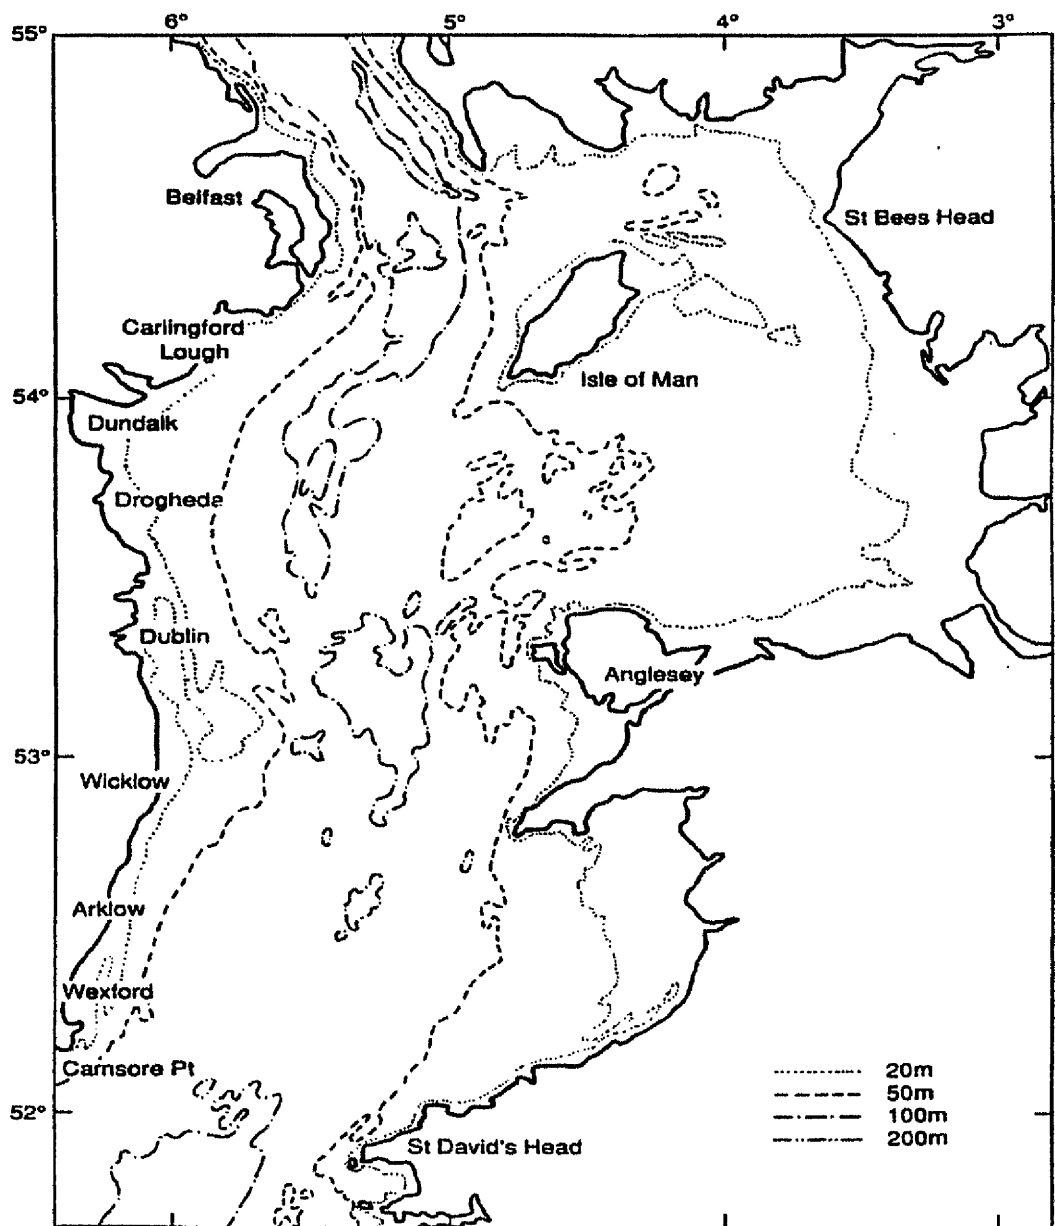 6° 5° 4° 3°
55°
Belfast
St Bees Head
Carlingford
Lough
Isle of Man
54°
Dundalk
Drogheda
Dublin
Anglesey
53°
Wicklow
Arklow
Wexford
Carnsore Pt
20m
50m
52°
100m
200m
St David's Head